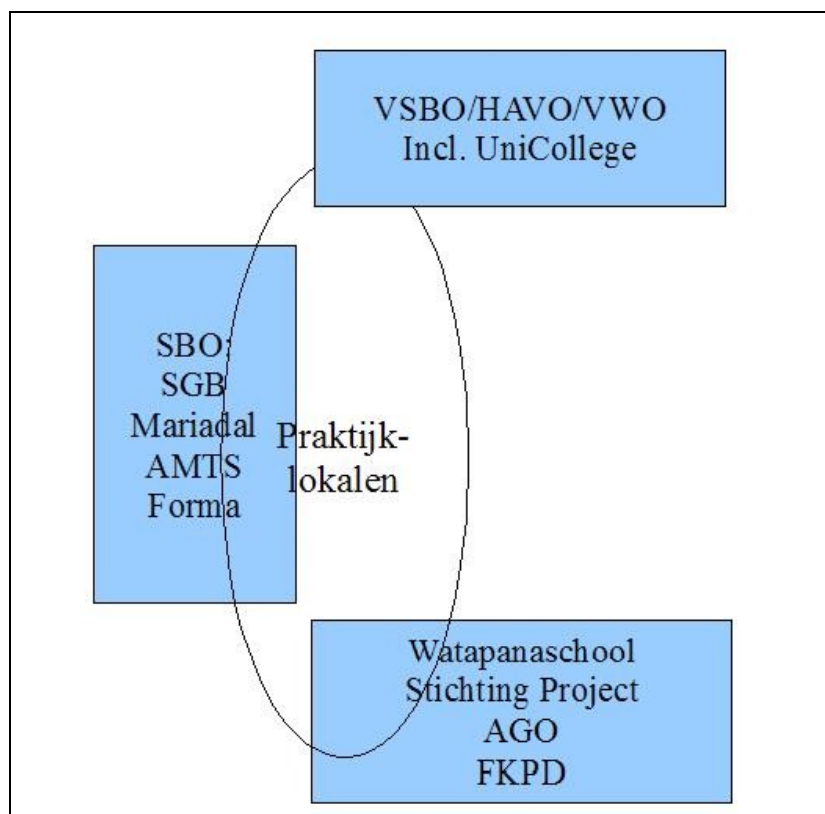 VSBO/HAVO/VWO
Incl. UniCollege
SBO:
SGB
Mariadal
AMTS
Forma
Praktijk-
lokalen
Watapanaschool
Stichting Project
AGO
FKPD